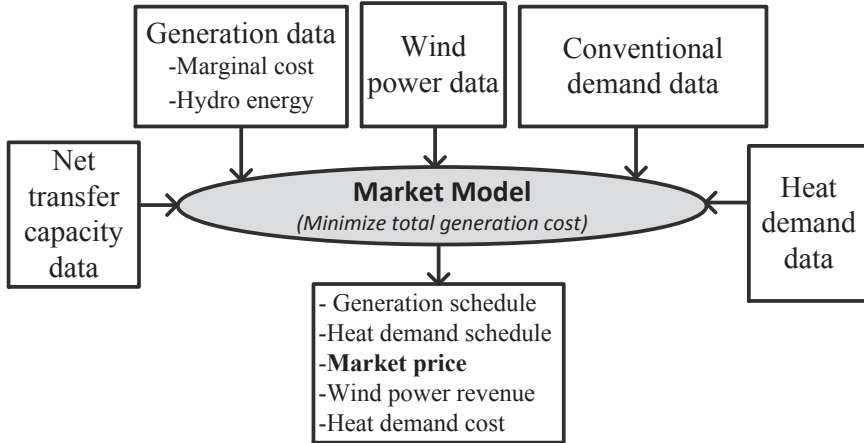 Generation data
-Marginal cost
-Hydro energy
Wind
power data
Conventional
demand data
Net
transfer
capacity
data
Market Model
(Minimize total generation cost)
Heat
demand
data
- Generation schedule
-Heat demand schedule
-Market price
-Wind power revenue
-Heat demand cost